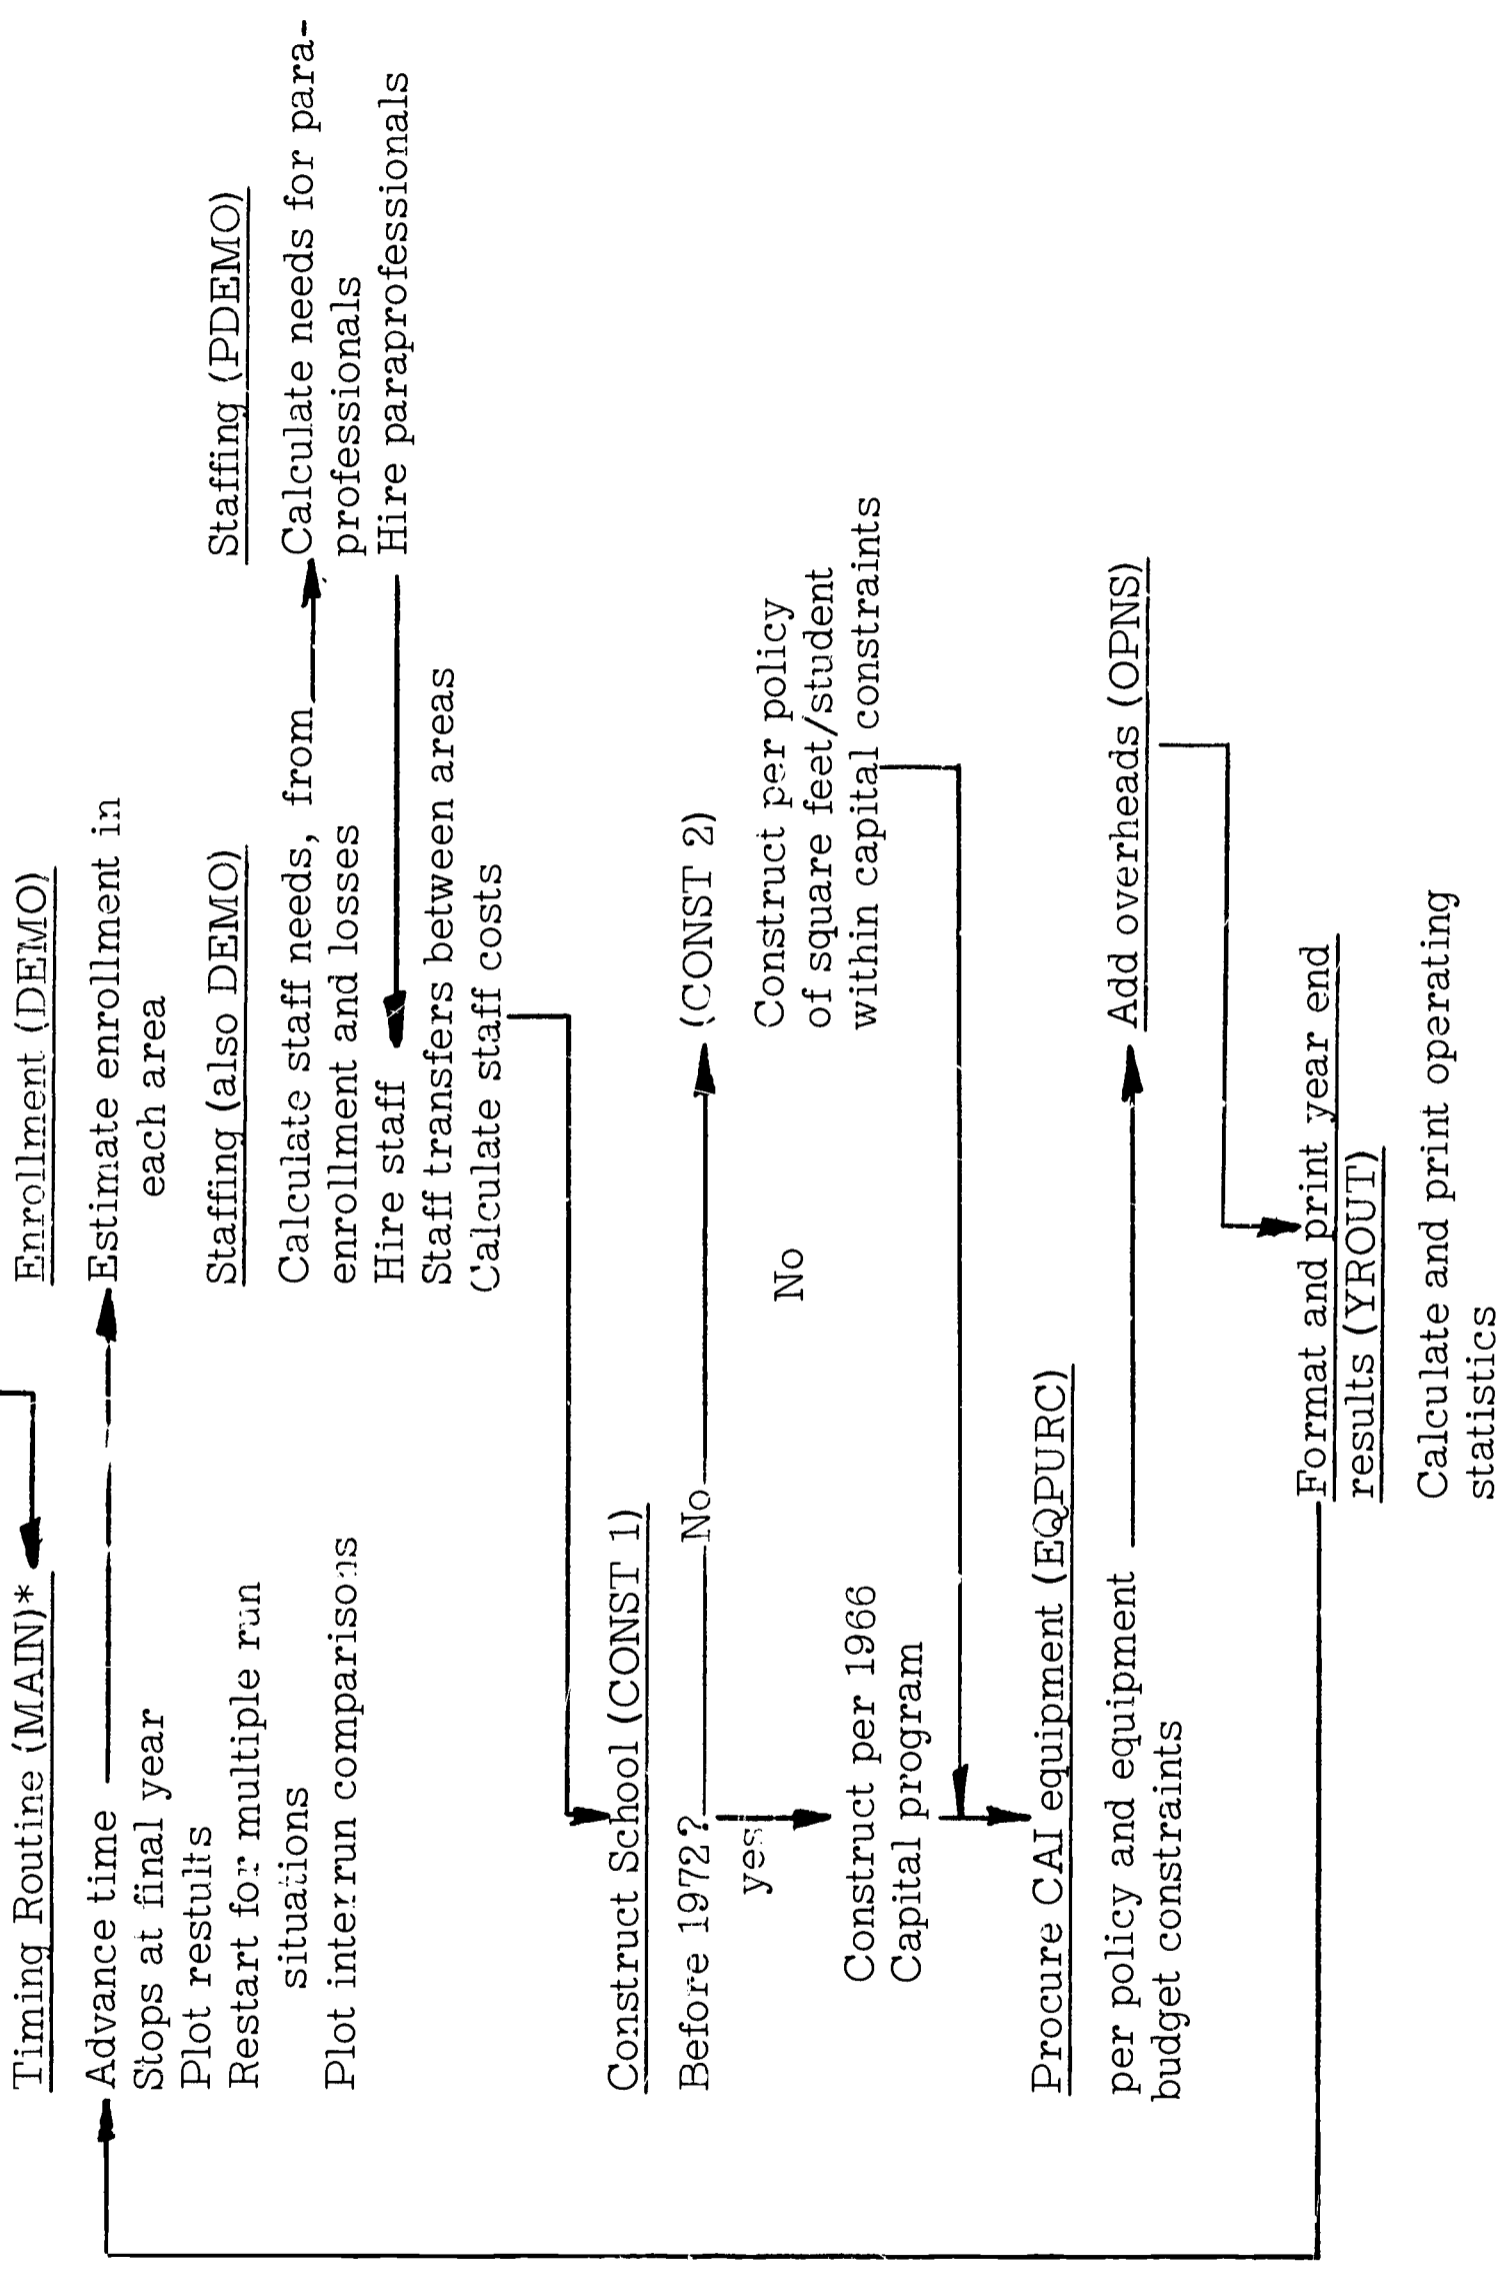 Timing Routine (MAIN)*
Advance time
Stops at final year
Plot restults
Restart for multiple run
situations
Plot interrun comparisons
Enrollment (DEMO)
Estimate enrollment in
each area
Staffing (also DEMO)
Calculate staff needs, from
enrollment and losses
Hire staff
Staff transfers between areas
Calculate staff costs
Staffing (PDEMO)
Calculate needs for para-
professionals
Hire paraprofessionals
Construct School (CONST 1)
Before 1972?
No
yes
(CONST 2)
Construct per policy
of square feet/student
within capital constraints
No
Construct per 1966
Capital program
Procure CAI equipment (EQPURC)
per policy and equipment
budget constraints
Add overheads (OPNS)
Format and print year end
results (YROUT)
Calculate and print operating
statistics